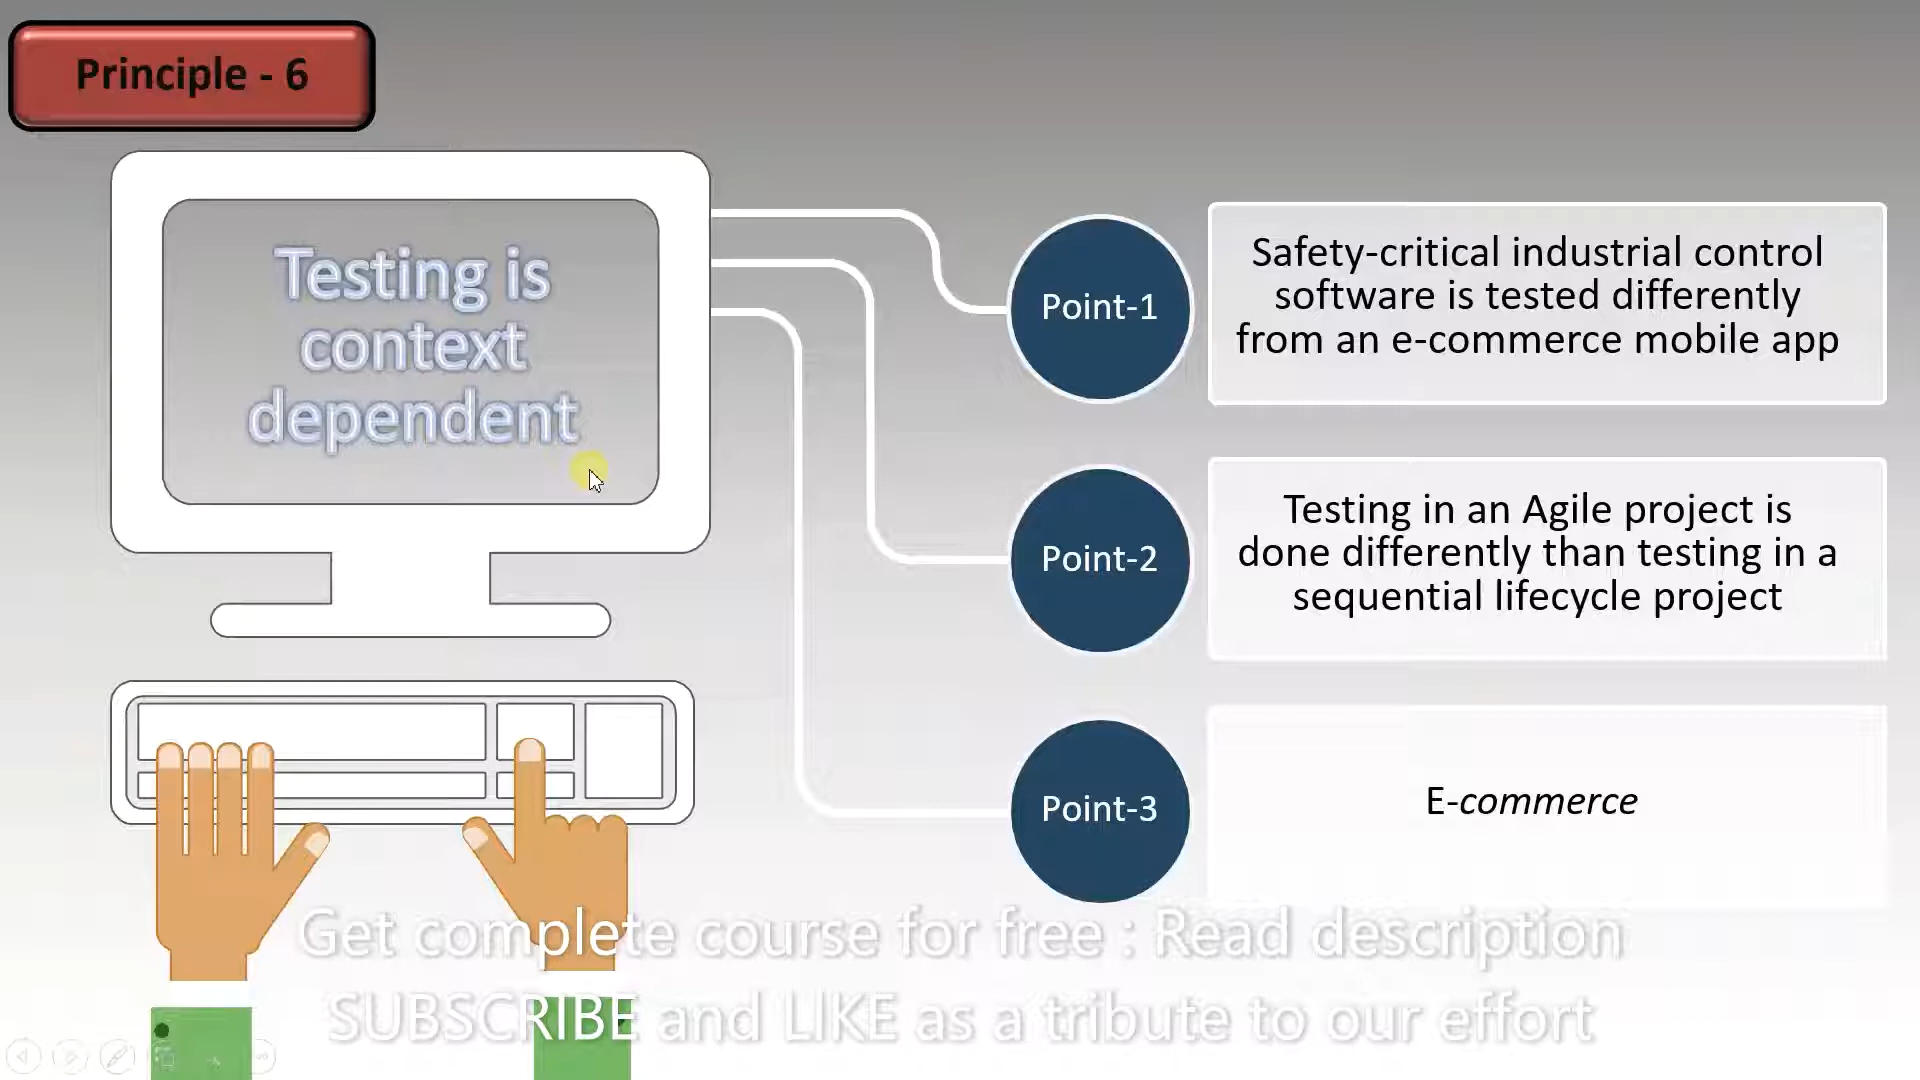 Principle - 6
Testing is
context
dependent
Point-1
Safety-critical industrial control
software is tested differently
from an e-commerce mobile app
Point-2
Testing in an Agile project is
done differently than testing in a
sequential lifecycle project
Point-3
E-commerce
Get complete course for free : Read description
SUBSCRIBE and LIKE as a tribute to our effort